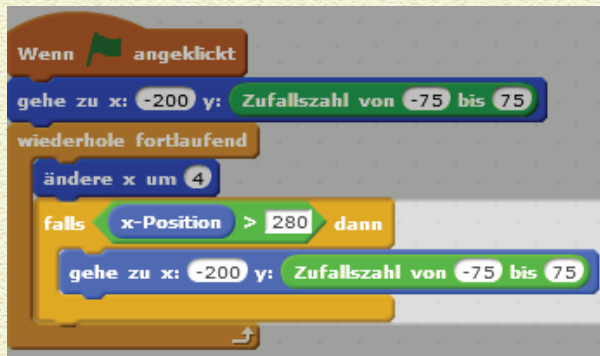 Wenn angeklickt
gehe zu x: -200 y: Zufallszahl von -75 bis 75
wiederhole fortlaufend
ändere x um 4
falls x-Position > 280 dann
gehe zu x: -200 y: Zufallszahl von -75 bis 75